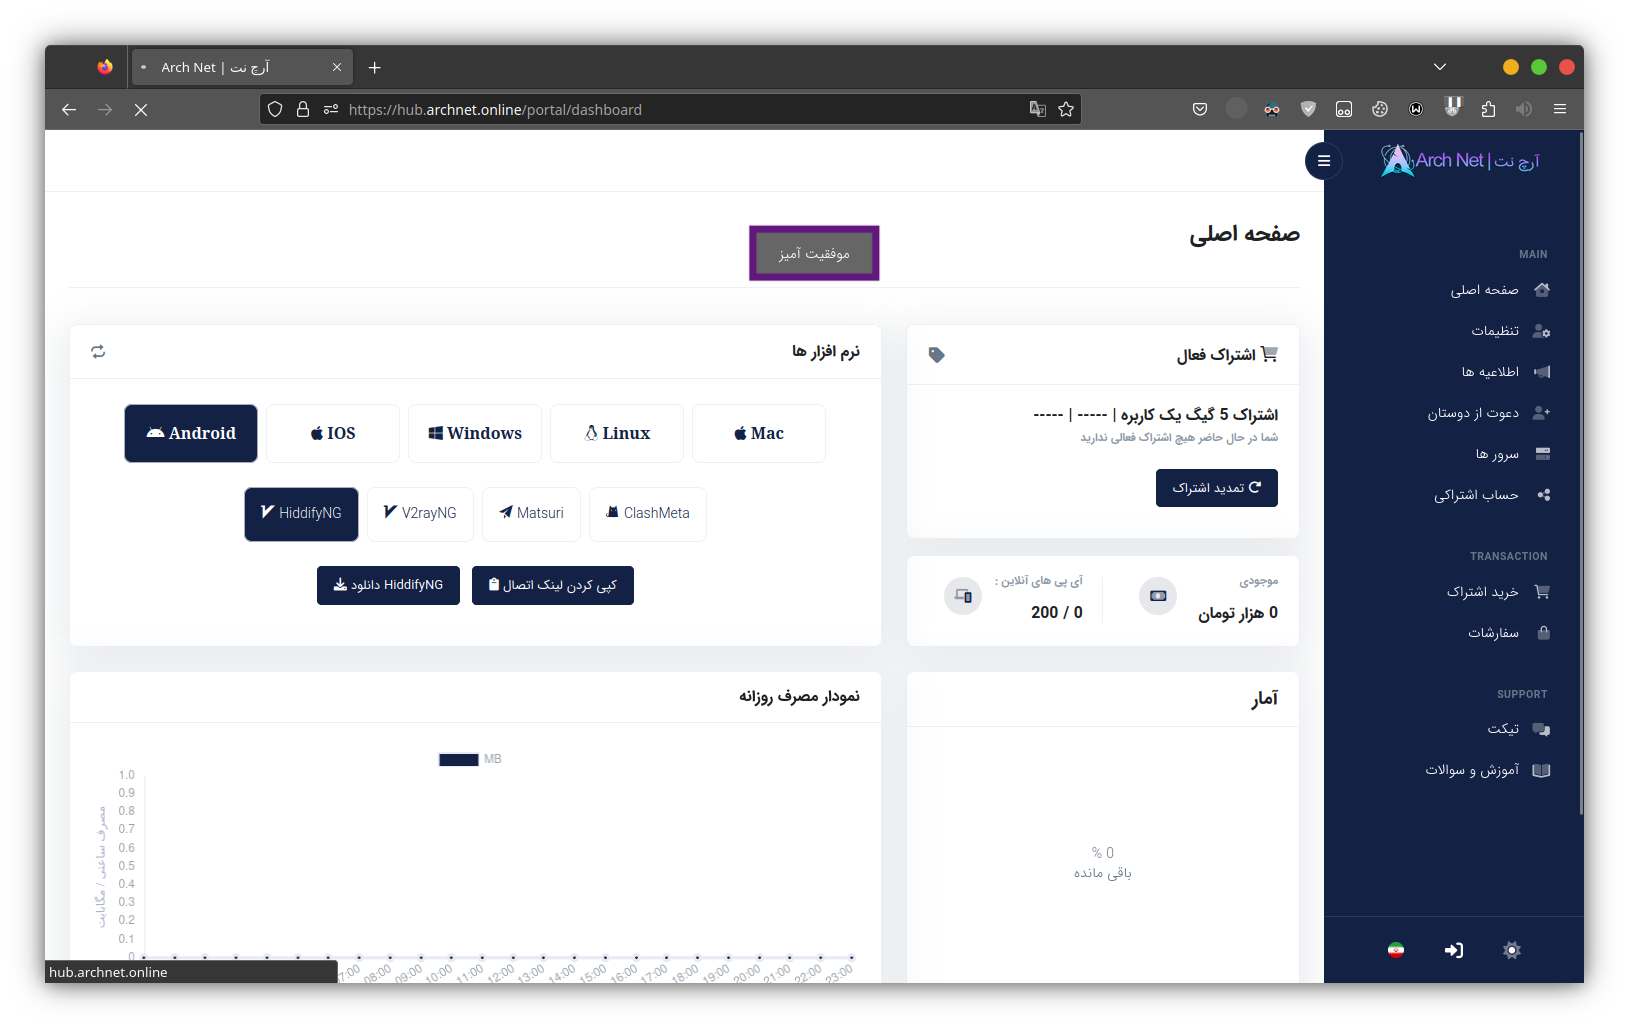 Arch Net | آرچ نت
https://hub.archnet.online/portal/dashboard
Arch Net | آرچ نت
MAIN
صفحه اصلی
تنظیمات
اطلاعیه ها
دعوت از دوستان
سرور ها
حساب اشتراکی
TRANSACTION
خرید اشتراک
سفارشات
SUPPORT
تیکت
آموزش و سوالات
صفحه اصلی
موفقیت آمیز
اشتراک فعال
اشتراک 5 گیگ یک کاربره | ----- | -----
شما در حال حاضر هیچ اشتراک فعالی ندارید
تمدید اشتراک
موجودی
0 هزار تومان
آی پی های آنلاین :
200 / 0
نرم افزار ها
Android
IOS
Windows
Linux
Mac
HiddifyNG
V2rayNG
Matsuri
ClashMeta
دانلود HiddifyNG
کپی کردن لینک اتصال
آمار
% 0
باقی مانده
نمودار مصرف روزانه
MB
مصرف ساعتی / مگابایت
1.0
0.9
0.8
0.7
0.6
0.5
0.4
0.3
0.2
0.1
0
08:00
09:00
10:00
11:00
12:00
13:00
14:00
15:00
16:00
17:00
18:00
19:00
20:00
21:00
22:00
23:00
hub.archnet.online